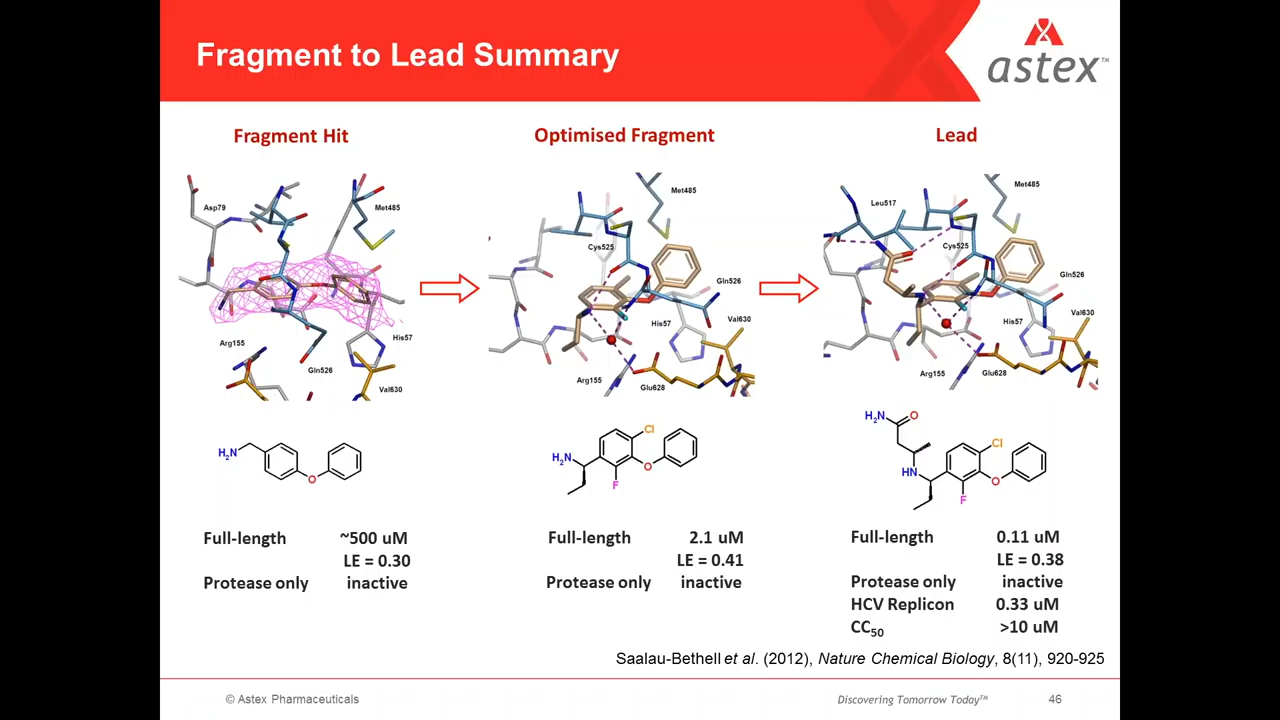 Fragment to Lead Summary
astex™
Fragment Hit
Optimised Fragment
Lead
Asp79
Met485
Arg155
Gln526
His57
Val630
Met485
Cys525
Gln526
His57
Val630
Arg155
Glu628
Met485
Leu517
Cys525
Gln526
His57
Val630
Arg155
Glu628
H2N
O
H2N
Cl
O
F
H2N
O
HN
Cl
O
F
Full-length ~500 uM
LE = 0.30
Protease only inactive
Full-length 2.1 uM
LE = 0.41
Protease only inactive
Full-length 0.11 uM
LE = 0.38
Protease only inactive
HCV Replicon 0.33 uM
CC50 >10 uM
Saalau-Bethell et al. (2012), Nature Chemical Biology, 8(11), 920-925
© Astex Pharmaceuticals
Discovering Tomorrow Today™
46